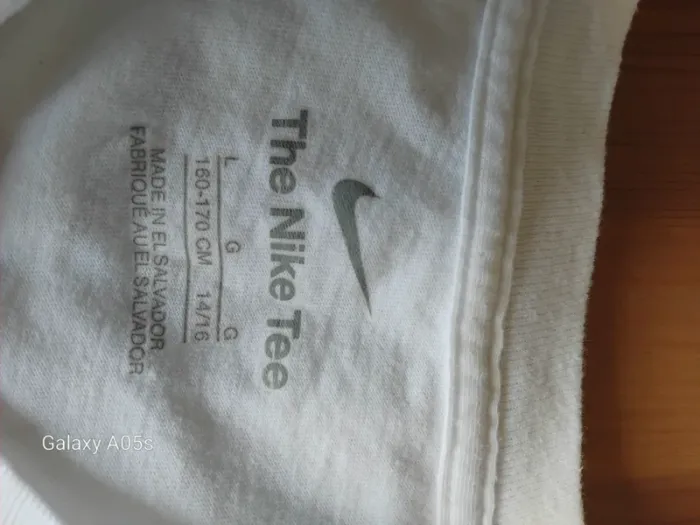 The Nike Tee
L G G
160-170 CM 14/16
MADE IN EL SALVADOR
FABRIQUÉ AU EL SALVADOR
Galaxy A05s